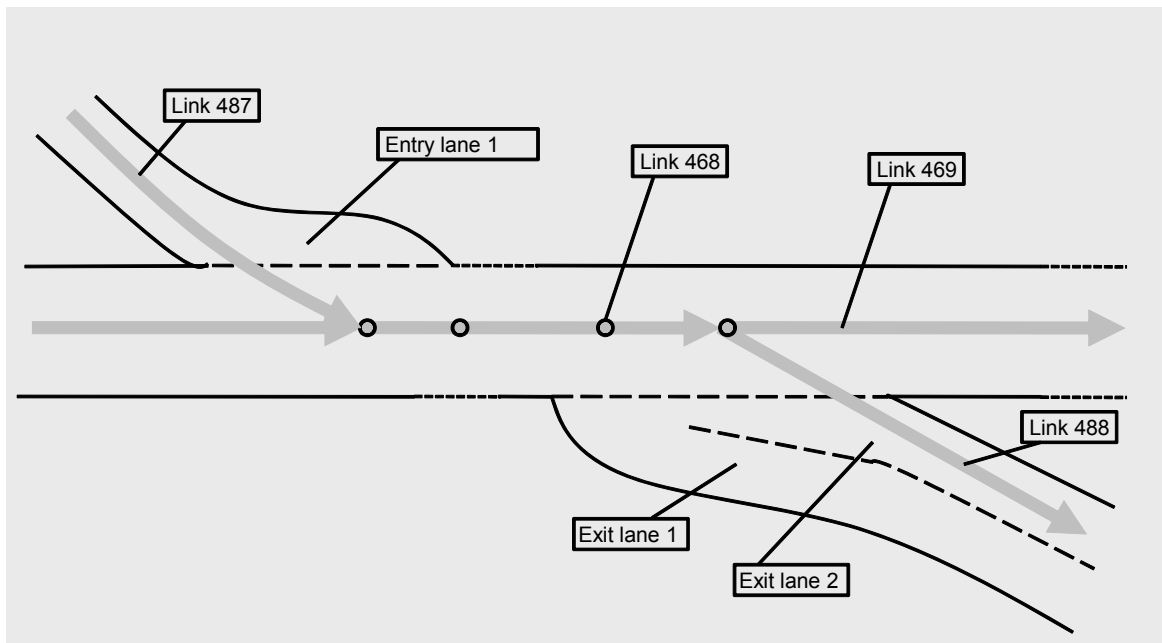 Link 487
Entry lane 1
Link 468
Link 469
Link 488
Exit lane 1
Exit lane 2